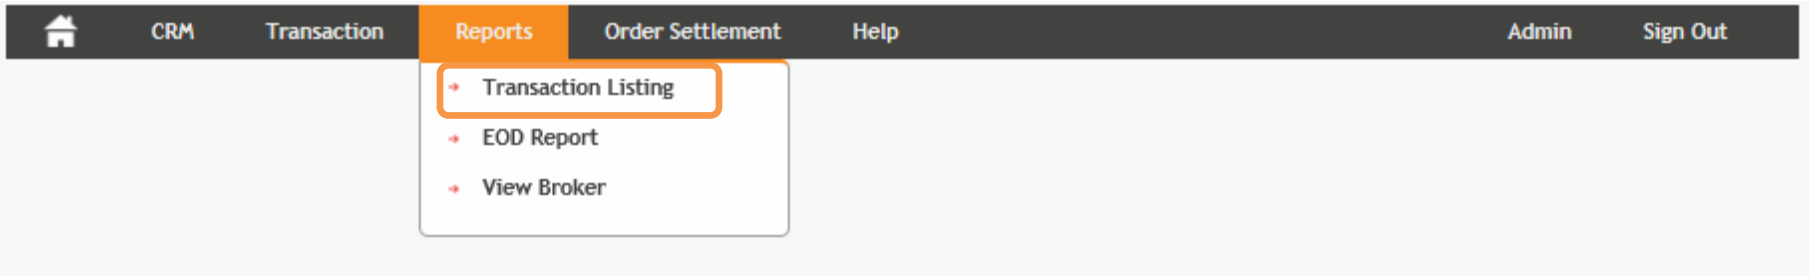 CRM Transaction Reports Order Settlement Help Admin Sign Out
Transaction Listing
EOD Report
View Broker